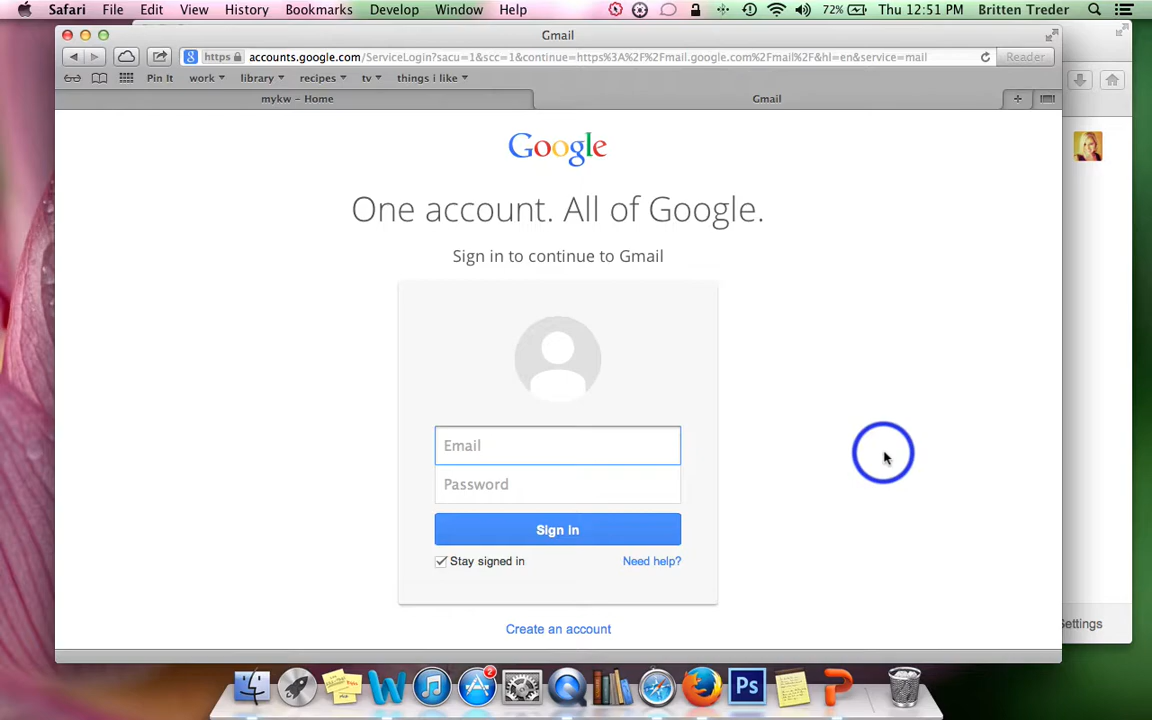 Safari File Edit View History Bookmarks Develop Window Help 72% Thu 12:51 PM Britten Treder
Gmail
https accounts.google.com/ServiceLogin?sacu=1&scc=1&continue=https%3A%2F%2Fmail.google.com%2Fmail%2F&hl=en&service=mail Reader
Pin It work library recipes tv things i like
mykw – Home Gmail
Google
One account. All of Google.
Sign in to continue to Gmail
Email
Password
Sign in
Stay signed in Need help?
Create an account
Settings
2
Ps